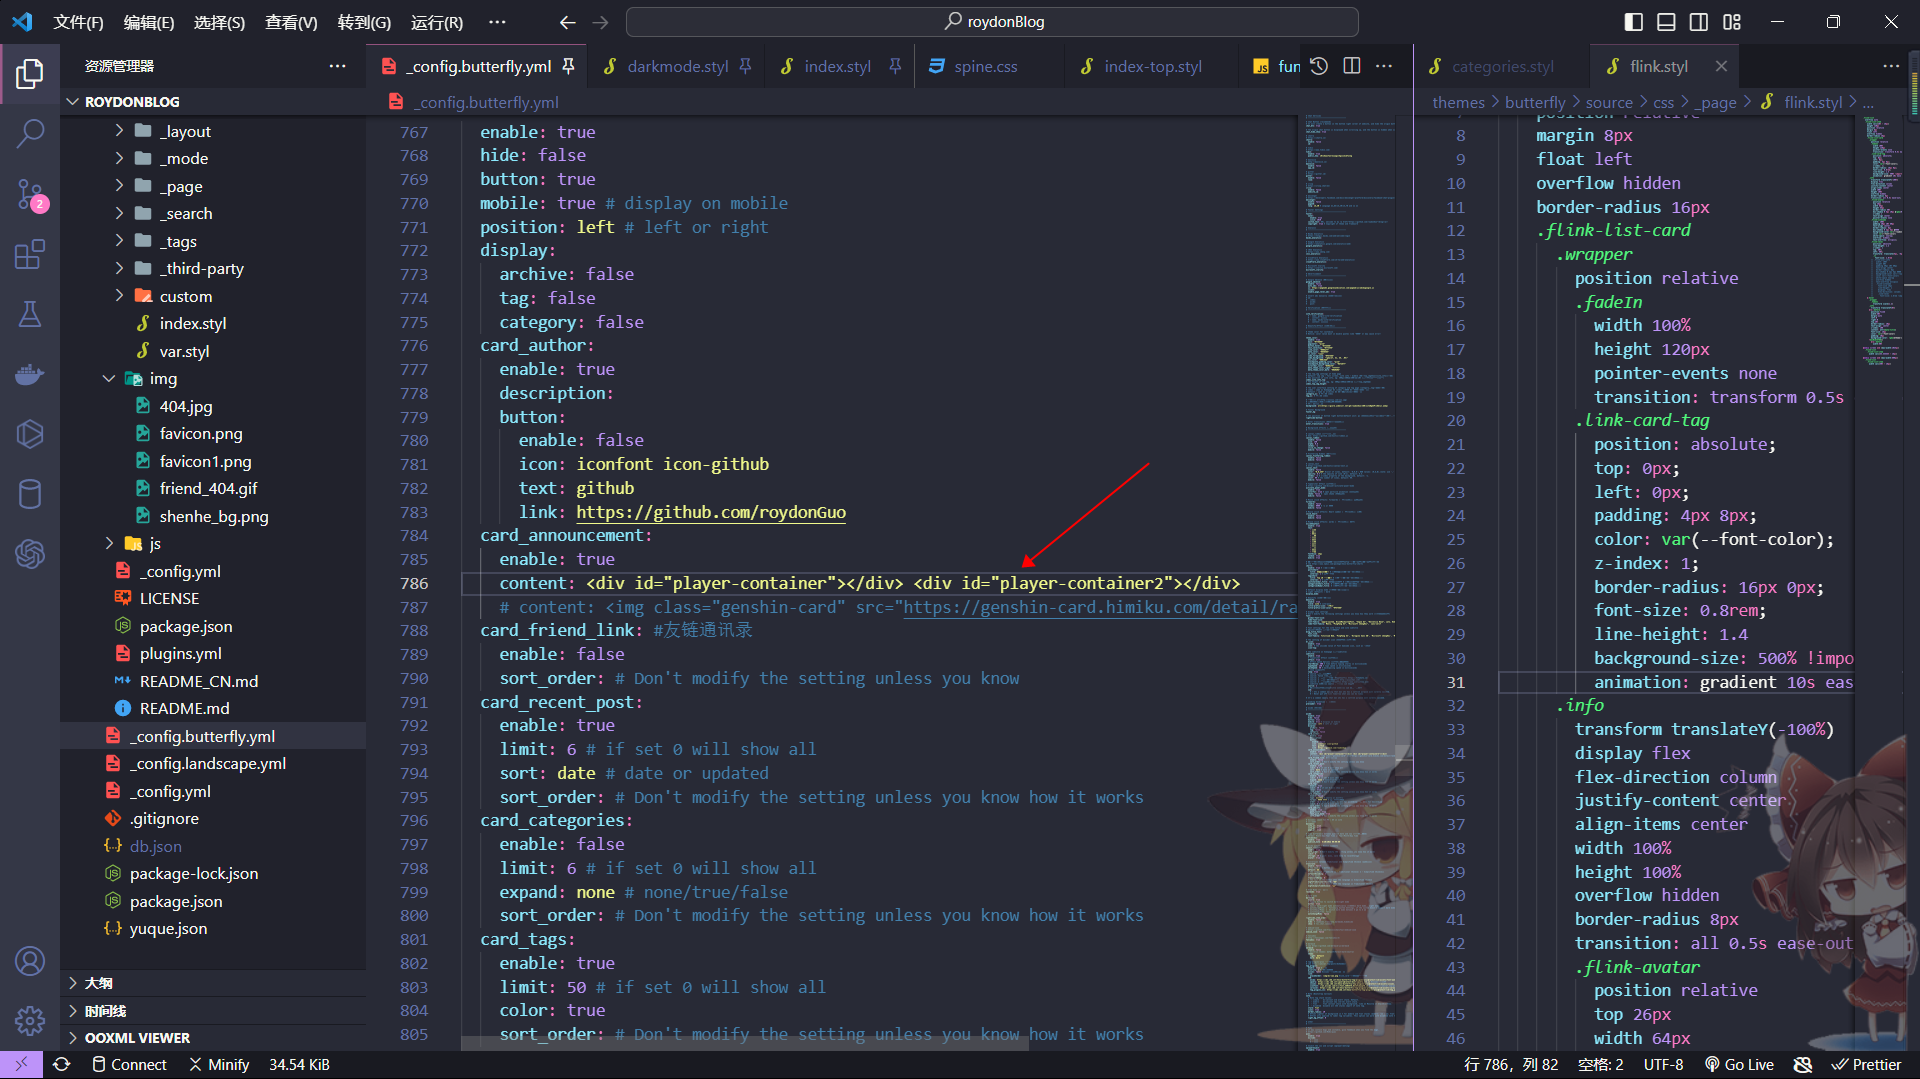 文件(F) 编辑(E) 选择(S) 查看(V) 转到(G) 运行(R) ··· roydonBlog
资源管理器 ···
_config.butterfly.yml darkmode.styl index.styl spine.css index-top.styl fun ··· categories.styl flink.styl ···
ROYDONBLOG
_layout
_mode
_page
_search
_tags
_third-party
custom
index.styl
var.styl
img
404.jpg
favicon.png
favicon1.png
friend_404.gif
shenhe_bg.png
js
_config.yml
LICENSE
package.json
plugins.yml
README_CN.md
README.md
_config.butterfly.yml
_config.landscape.yml
_config.yml
.gitignore
db.json
package-lock.json
package.json
yuque.json
大纲
时间线
OOXML VIEWER
2
_config.butterfly.yml
767 enable: true
768 hide: false
769 button: true
770 mobile: true # display on mobile
771 position: left # left or right
772 display:
773 archive: false
774 tag: false
775 category: false
776 card_author:
777 enable: true
778 description:
779 button:
780 enable: false
781 icon: iconfont icon-github
782 text: github
783 link: https://github.com/roydonGuo
784 card_announcement:
785 enable: true
786 content: <div id="player-container"></div> <div id="player-container2"></div>
787 # content: <img class="genshin-card" src="https://genshin-card.himiku.com/detail/ra
788 card_friend_link: #友链通讯录
789 enable: false
790 sort_order: # Don't modify the setting unless you know
791 card_recent_post:
792 enable: true
793 limit: 6 # if set 0 will show all
794 sort: date # date or updated
795 sort_order: # Don't modify the setting unless you know how it works
796 card_categories:
797 enable: false
798 limit: 6 # if set 0 will show all
799 expand: none # none/true/false
800 sort_order: # Don't modify the setting unless you know how it works
801 card_tags:
802 enable: true
803 limit: 50 # if set 0 will show all
804 color: true
805 sort_order: # Don't modify the setting unless you know how it works
themes > butterfly > source > css > _page > flink.styl > ...
position relative
8 margin 8px
9 float left
10 overflow hidden
11 border-radius 16px
12 .flink-list-card
13 .wrapper
14 position relative
15 .fadeIn
16 width 100%
17 height 120px
18 pointer-events none
19 transition: transform 0.5s
20 .link-card-tag
21 position: absolute;
22 top: 0px;
23 left: 0px;
24 padding: 4px 8px;
25 color: var(--font-color);
26 z-index: 1;
27 border-radius: 16px 0px;
28 font-size: 0.8rem;
29 line-height: 1.4
30 background-size: 500% !impo
31 animation: gradient 10s eas
32 .info
33 transform translateY(-100%)
34 display flex
35 flex-direction column
36 justify-content center
37 align-items center
38 width 100%
39 height 100%
40 overflow hidden
41 border-radius 8px
42 transition: all 0.5s ease-out
43 .flink-avatar
44 position relative
45 top 26px
46 width 64px
Connect Minify 34.54 KiB 行 786，列 82 空格: 2 UTF-8 Go Live Prettier